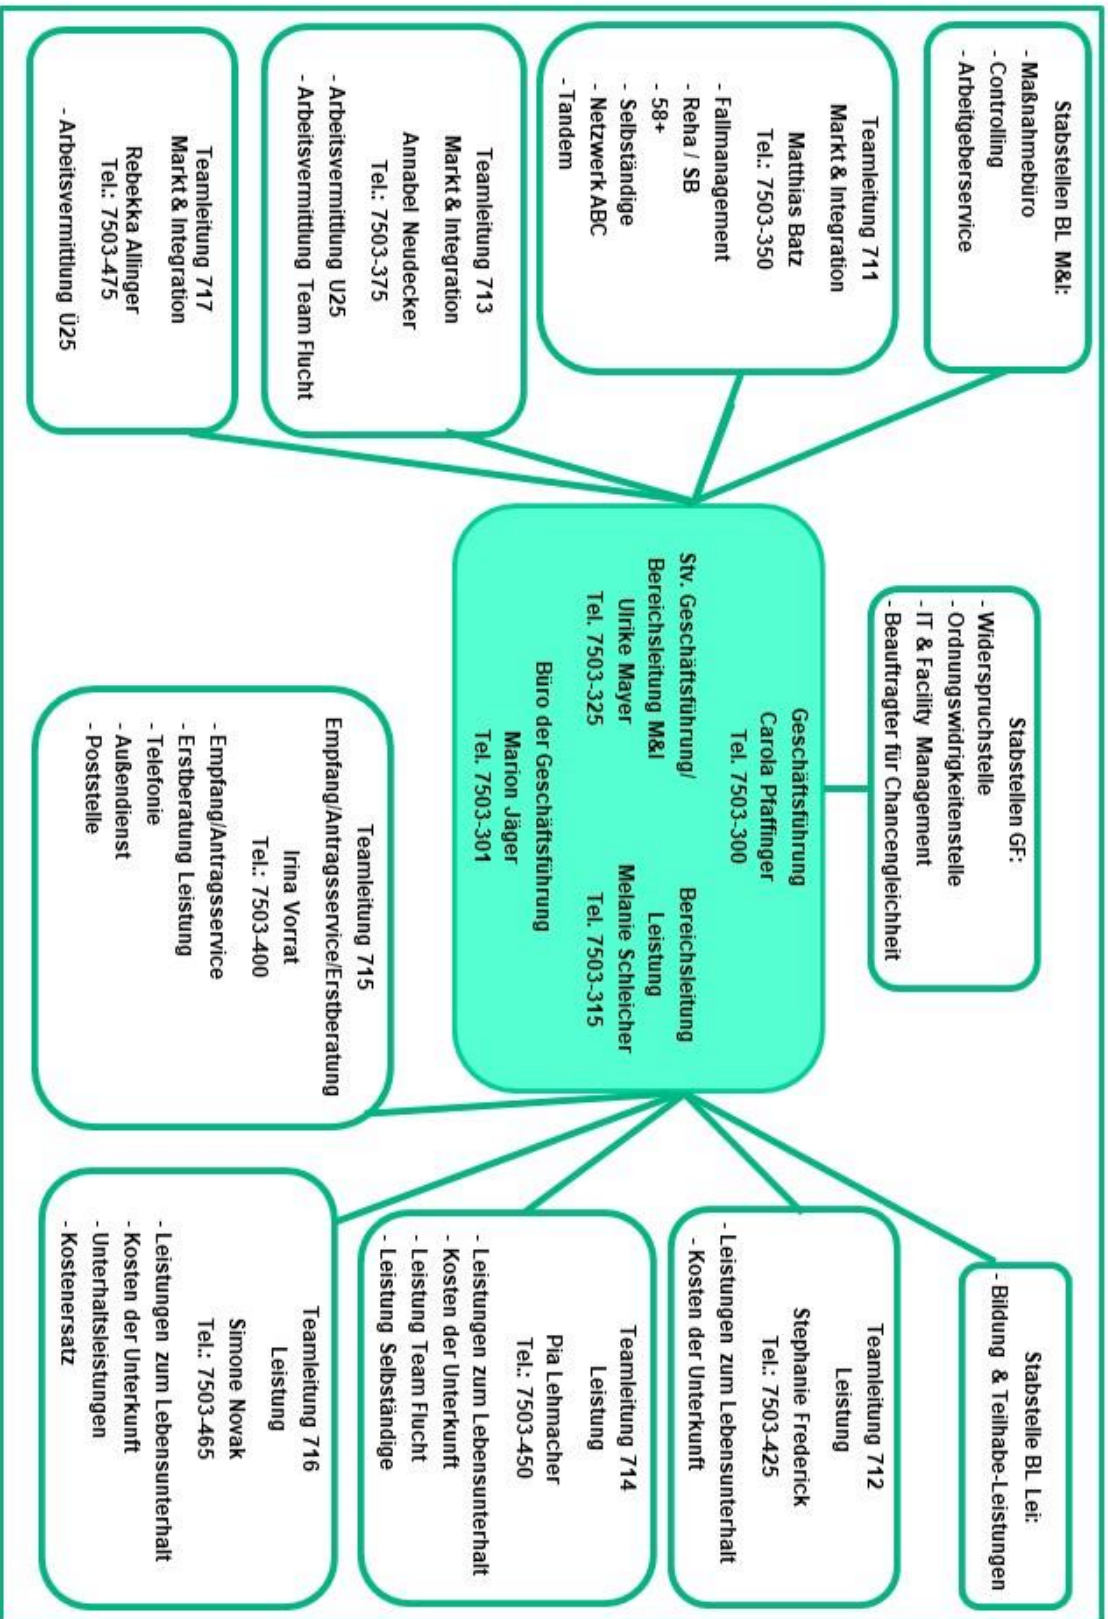 Stabstellen BL M&I:
- Maßnahmebüro
- Controlling
- Arbeitgeberservice
Stabstellen GF:
- Widerspruchstelle
- Ordnungswidrigkeitenstelle
- IT & Facility Management
- Beauftragter für Chancengleichheit
Stabstelle BL Lei:
- Bildung & Teilhabe-Leistungen
Teamleitung 711
Markt & Integration
Matthias Batz
Tel.: 7503-350
- Fallmanagement
- Reha / SB
- 58+
- Selbständige
- Netzwerk ABC
- Tandem
Geschäftsführung
Carola Pfaffinger
Tel. 7503-300
Stv. Geschäftsführung/
Bereichsleitung M&I
Ulrike Mayer
Tel. 7503-325
Bereichsleitung
Leistung
Melanie Schleicher
Tel. 7503-315
Büro der Geschäftsführung
Marion Jäger
Tel. 7503-301
Teamleitung 712
Leistung
Stephanie Frederick
Tel.: 7503-425
- Leistungen zum Lebensunterhalt
- Kosten der Unterkunft
Teamleitung 713
Markt & Integration
Annabel Neudecker
Tel.: 7503-375
- Arbeitsvermittlung U25
- Arbeitsvermittlung Team Flucht
Teamleitung 714
Leistung
Pia Lehmacher
Tel.: 7503-450
- Leistungen zum Lebensunterhalt
- Kosten der Unterkunft
- Leistung Team Flucht
- Leistung Selbständige
Teamleitung 717
Markt & Integration
Rebekka Allinger
Tel.: 7503-475
- Arbeitsvermittlung Ü25
Teamleitung 715
Empfang/Antragsservice/Erstberatung
Irina Vorrat
Tel.: 7503-400
- Empfang/Antragsservice
- Erstberatung Leistung
- Telefonie
- Außendienst
- Poststelle
Teamleitung 716
Leistung
Simone Novak
Tel.: 7503-465
- Leistungen zum Lebensunterhalt
- Kosten der Unterkunft
- Unterhaltsleistungen
- Kostenersatz